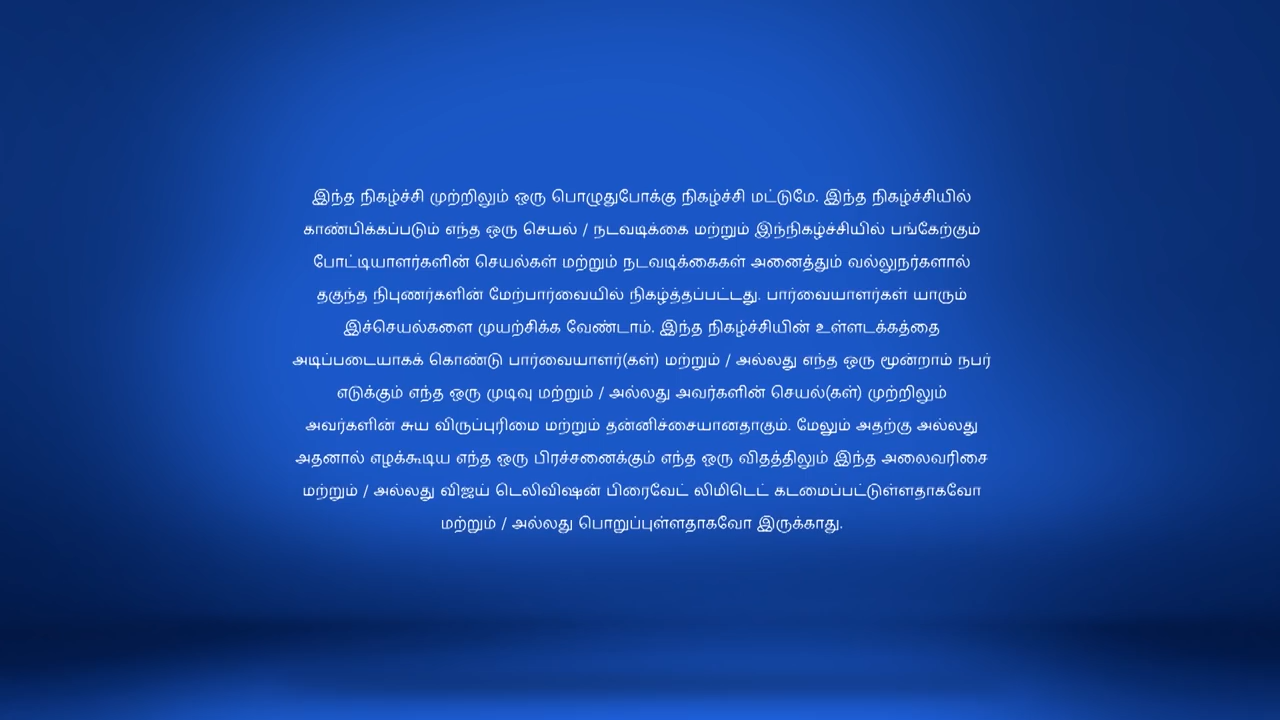 இந்த நிகழ்ச்சி முற்றிலும் ஒரு பொழுதுபோக்கு நிகழ்ச்சி மட்டுமே. இந்த நிகழ்ச்சியில்
காண்பிக்கப்படும் எந்த ஒரு செயல் / நடவடிக்கை மற்றும் இந்நிகழ்ச்சியில் பங்கேற்கும்
போட்டியாளர்களின் செயல்கள் மற்றும் நடவடிக்கைகள் அனைத்தும் வல்லுநர்களால்
தகுந்த நிபுணர்களின் மேற்பார்வையில் நிகழ்த்தப்பட்டது. பார்வையாளர்கள் யாரும்
இச்செயல்களை முயற்சிக்க வேண்டாம். இந்த நிகழ்ச்சியின் உள்ளடக்கத்தை
அடிப்படையாகக் கொண்டு பார்வையாளர்(கள்) மற்றும் / அல்லது எந்த ஒரு மூன்றாம் நபர்
எடுக்கும் எந்த ஒரு முடிவு மற்றும் / அல்லது அவர்களின் செயல்(கள்) முற்றிலும்
அவர்களின் சுய விருப்புரிமை மற்றும் தன்னிச்சையானதாகும். மேலும் அதற்கு அல்லது
அதனால் எழக்கூடிய எந்த ஒரு பிரச்சனைக்கும் எந்த ஒரு விதத்திலும் இந்த அலைவரிசை
மற்றும் / அல்லது விஜய் டெலிவிஷன் பிரைவேட் லிமிடெட் கடமைப்பட்டுள்ளதாகவோ
மற்றும் / அல்லது பொறுப்புள்ளதாகவோ இருக்காது.